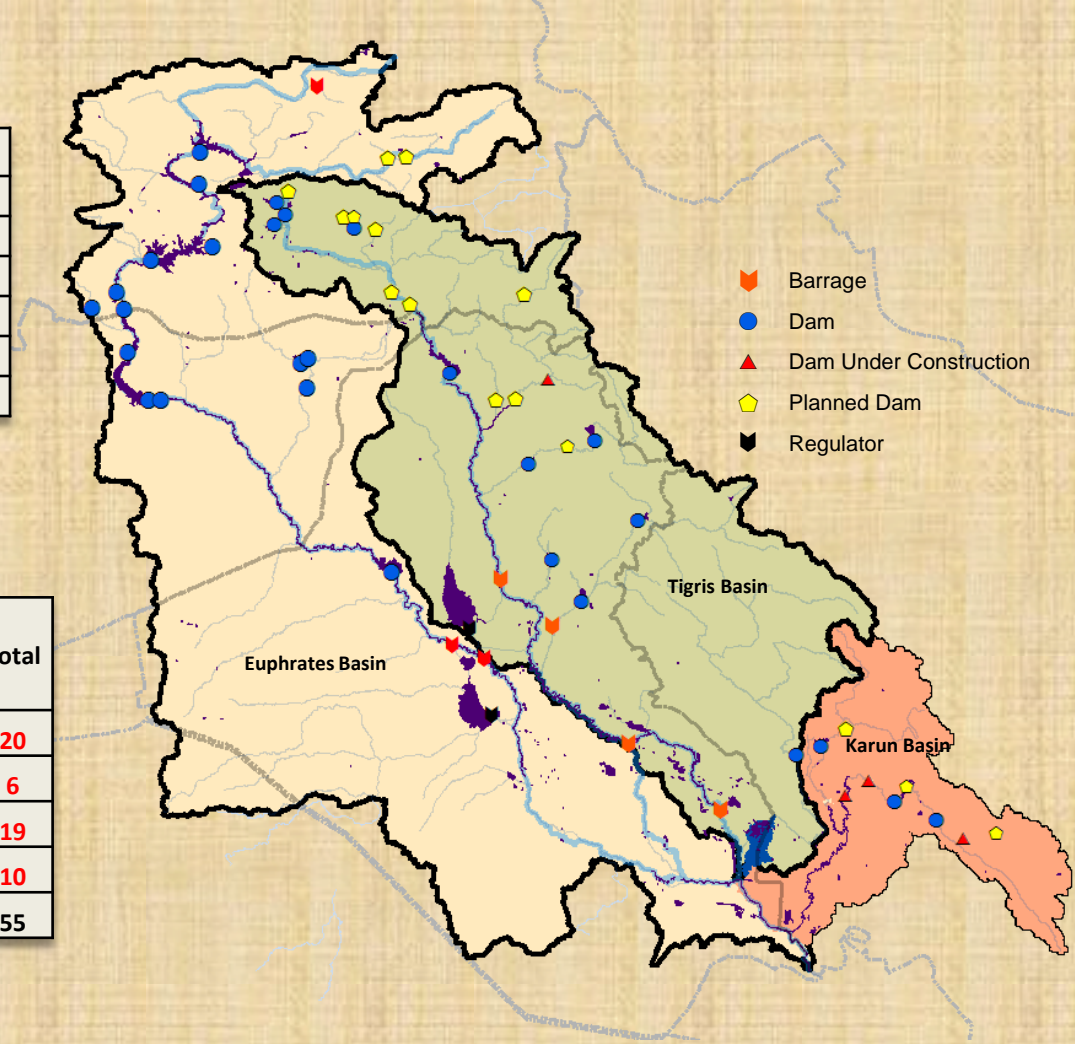 Barrage
Dam
Dam Under Construction
Planned Dam
Regulator
Tigris Basin
Euphrates Basin
Karun Basin
20
6
19
10
55